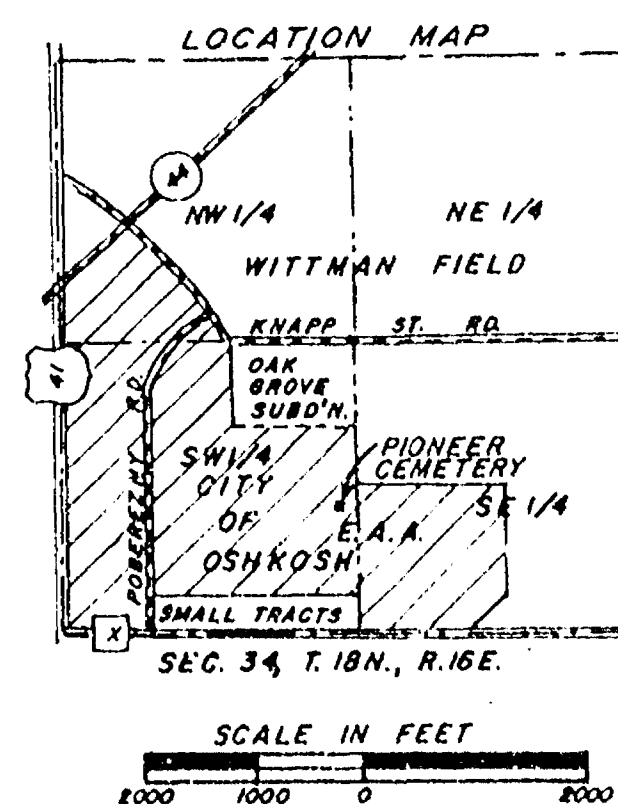 LOCATION MAP
44
NW 1/4
NE 1/4
WITTMAN FIELD
KNAPP ST. RD.
41
OAK
GROVE
SUBD'N.
POBEREZNY RD.
PIONEER
CEMETERY
SW 1/4
CITY
OF
OSHKOSH
SE 1/4
E. A. A.
SMALL TRACTS
X
SEC. 34, T. 18N., R. 16E.
SCALE IN FEET
2000 1000 0 2000